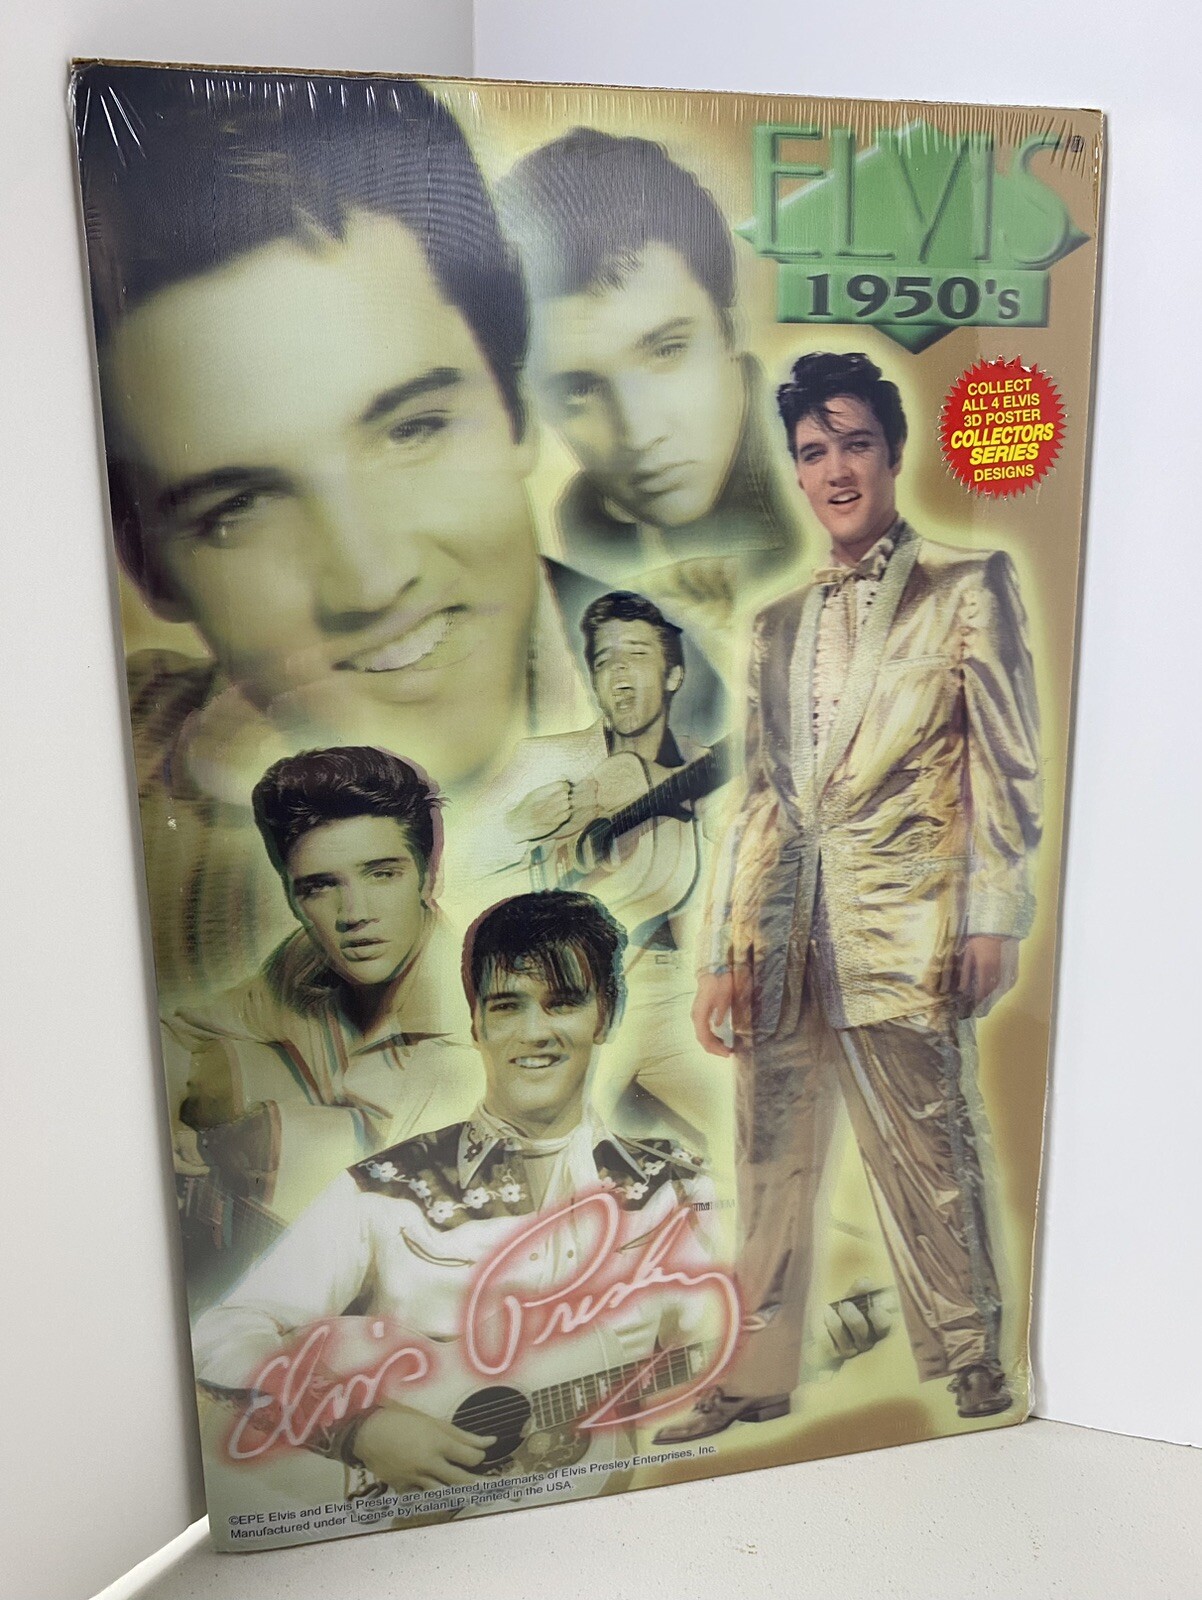 ELVIS®
1950's
COLLECT
ALL 4 ELVIS
3D POSTER
COLLECTORS
SERIES
DESIGNS
Elvis Presley
©EPE Elvis and Elvis Presley are registered trademarks of Elvis Presley Enterprises, Inc.
Manufactured under License by Kalan LP. Printed in the USA.